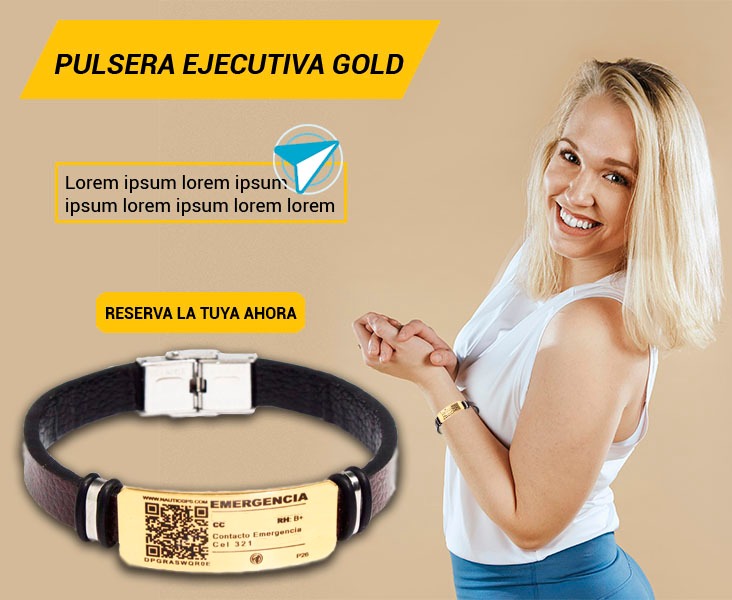 PULSERA EJECUTIVA GOLD
Lorem ipsum lorem ipsum
ipsum lorem ipsum lorem lorem
RESERVA LA TUYA AHORA
WWW.NAUTICGPS.COM
EMERGENCIA
CC RH: B+
Contacto Emergencia
Cel 321
P26